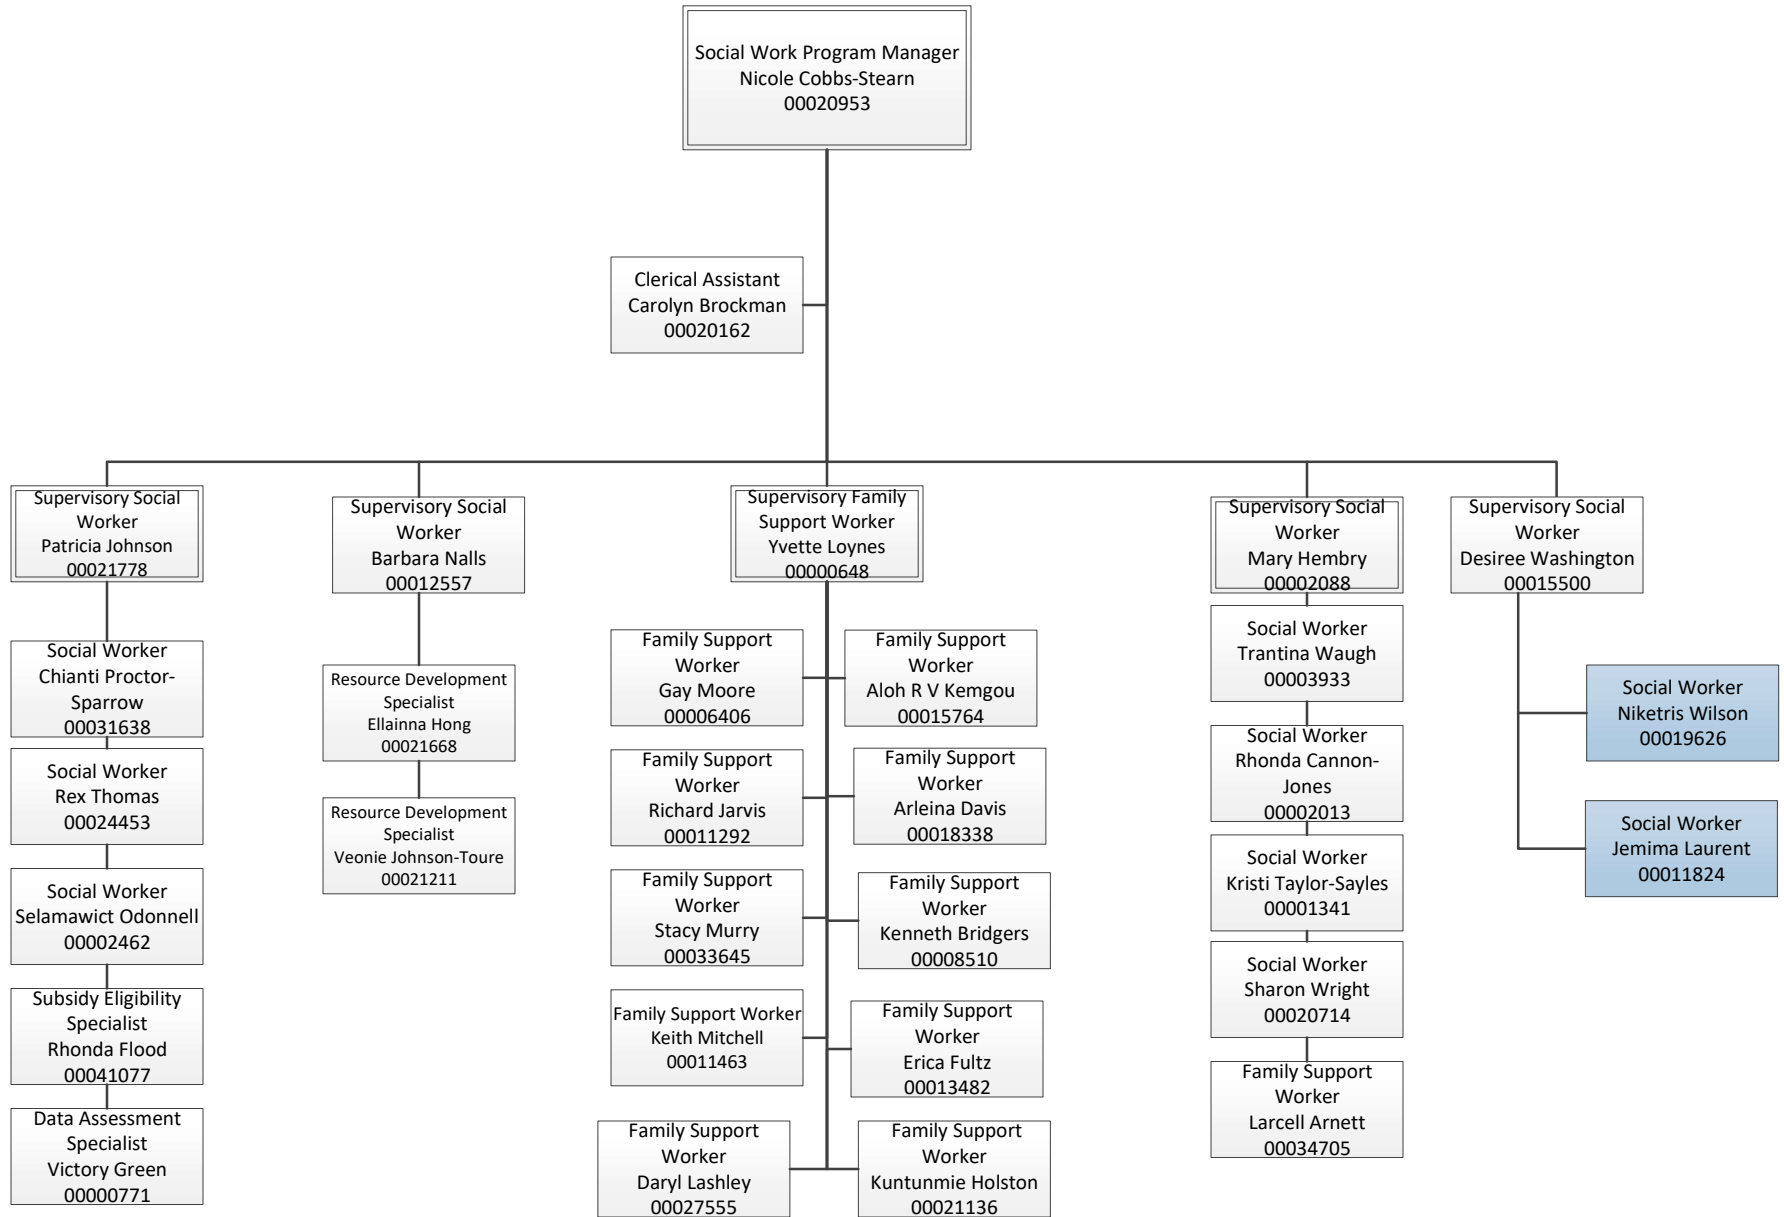 Social Work Program Manager
Nicole Cobbs-Stearn
00020953
Clerical Assistant
Carolyn Brockman
00020162
Supervisory Social
Worker
Patricia Johnson
00021778
Social Worker
Chianti Proctor-
Sparrow
00031638
Social Worker
Rex Thomas
00024453
Social Worker
Selamawict Odonnell
00002462
Subsidy Eligibility
Specialist
Rhonda Flood
00041077
Data Assessment
Specialist
Victory Green
00000771
Supervisory Social
Worker
Barbara Nalls
00012557
Resource Development
Specialist
Ellainna Hong
00021668
Resource Development
Specialist
Veonie Johnson-Toure
00021211
Supervisory Family
Support Worker
Yvette Loynes
00000648
Family Support
Worker
Gay Moore
00006406
Family Support
Worker
Aloh R V Kemgou
00015764
Family Support
Worker
Richard Jarvis
00011292
Family Support
Worker
Arleina Davis
00018338
Family Support
Worker
Stacy Murry
00033645
Family Support
Worker
Kenneth Bridgers
00008510
Family Support Worker
Keith Mitchell
00011463
Family Support
Worker
Erica Fultz
00013482
Family Support
Worker
Daryl Lashley
00027555
Family Support
Worker
Kuntunmie Holston
00021136
Supervisory Social
Worker
Mary Hembry
00002088
Social Worker
Trantina Waugh
00003933
Social Worker
Rhonda Cannon-
Jones
00002013
Social Worker
Kristi Taylor-Sayles
00001341
Social Worker
Sharon Wright
00020714
Family Support
Worker
Larcell Arnett
00034705
Supervisory Social
Worker
Desiree Washington
00015500
Social Worker
Niketris Wilson
00019626
Social Worker
Jemima Laurent
00011824